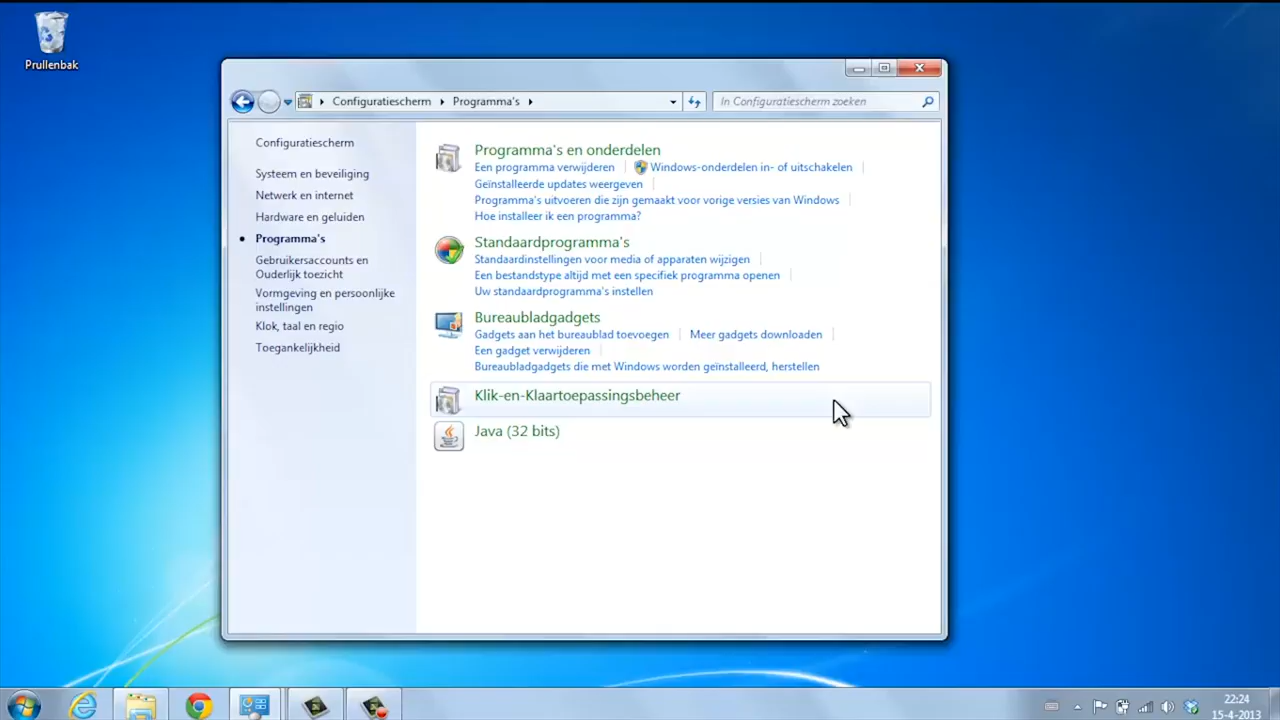 Prullenbak
Configuratiescherm
Programma's
In Configuratiescherm zoeken
Configuratiescherm
Systeem en beveiliging
Netwerk en internet
Hardware en geluiden
Programma's
Gebruikersaccounts en
Ouderlijk toezicht
Vormgeving en persoonlijke
instellingen
Klok, taal en regio
Toegankelijkheid
Programma's en onderdelen
Een programma verwijderen
Windows-onderdelen in- of uitschakelen
Geïnstalleerde updates weergeven
Programma's uitvoeren die zijn gemaakt voor vorige versies van Windows
Hoe installeer ik een programma?
Standaardprogramma's
Standaardinstellingen voor media of apparaten wijzigen
Een bestandstype altijd met een specifiek programma openen
Uw standaardprogramma's instellen
Bureaubladgadgets
Gadgets aan het bureaublad toevoegen
Meer gadgets downloaden
Een gadget verwijderen
Bureaubladgadgets die met Windows worden geïnstalleerd, herstellen
Klik-en-Klaartoepassingsbeheer
Java (32 bits)
22:24
15-4-2013